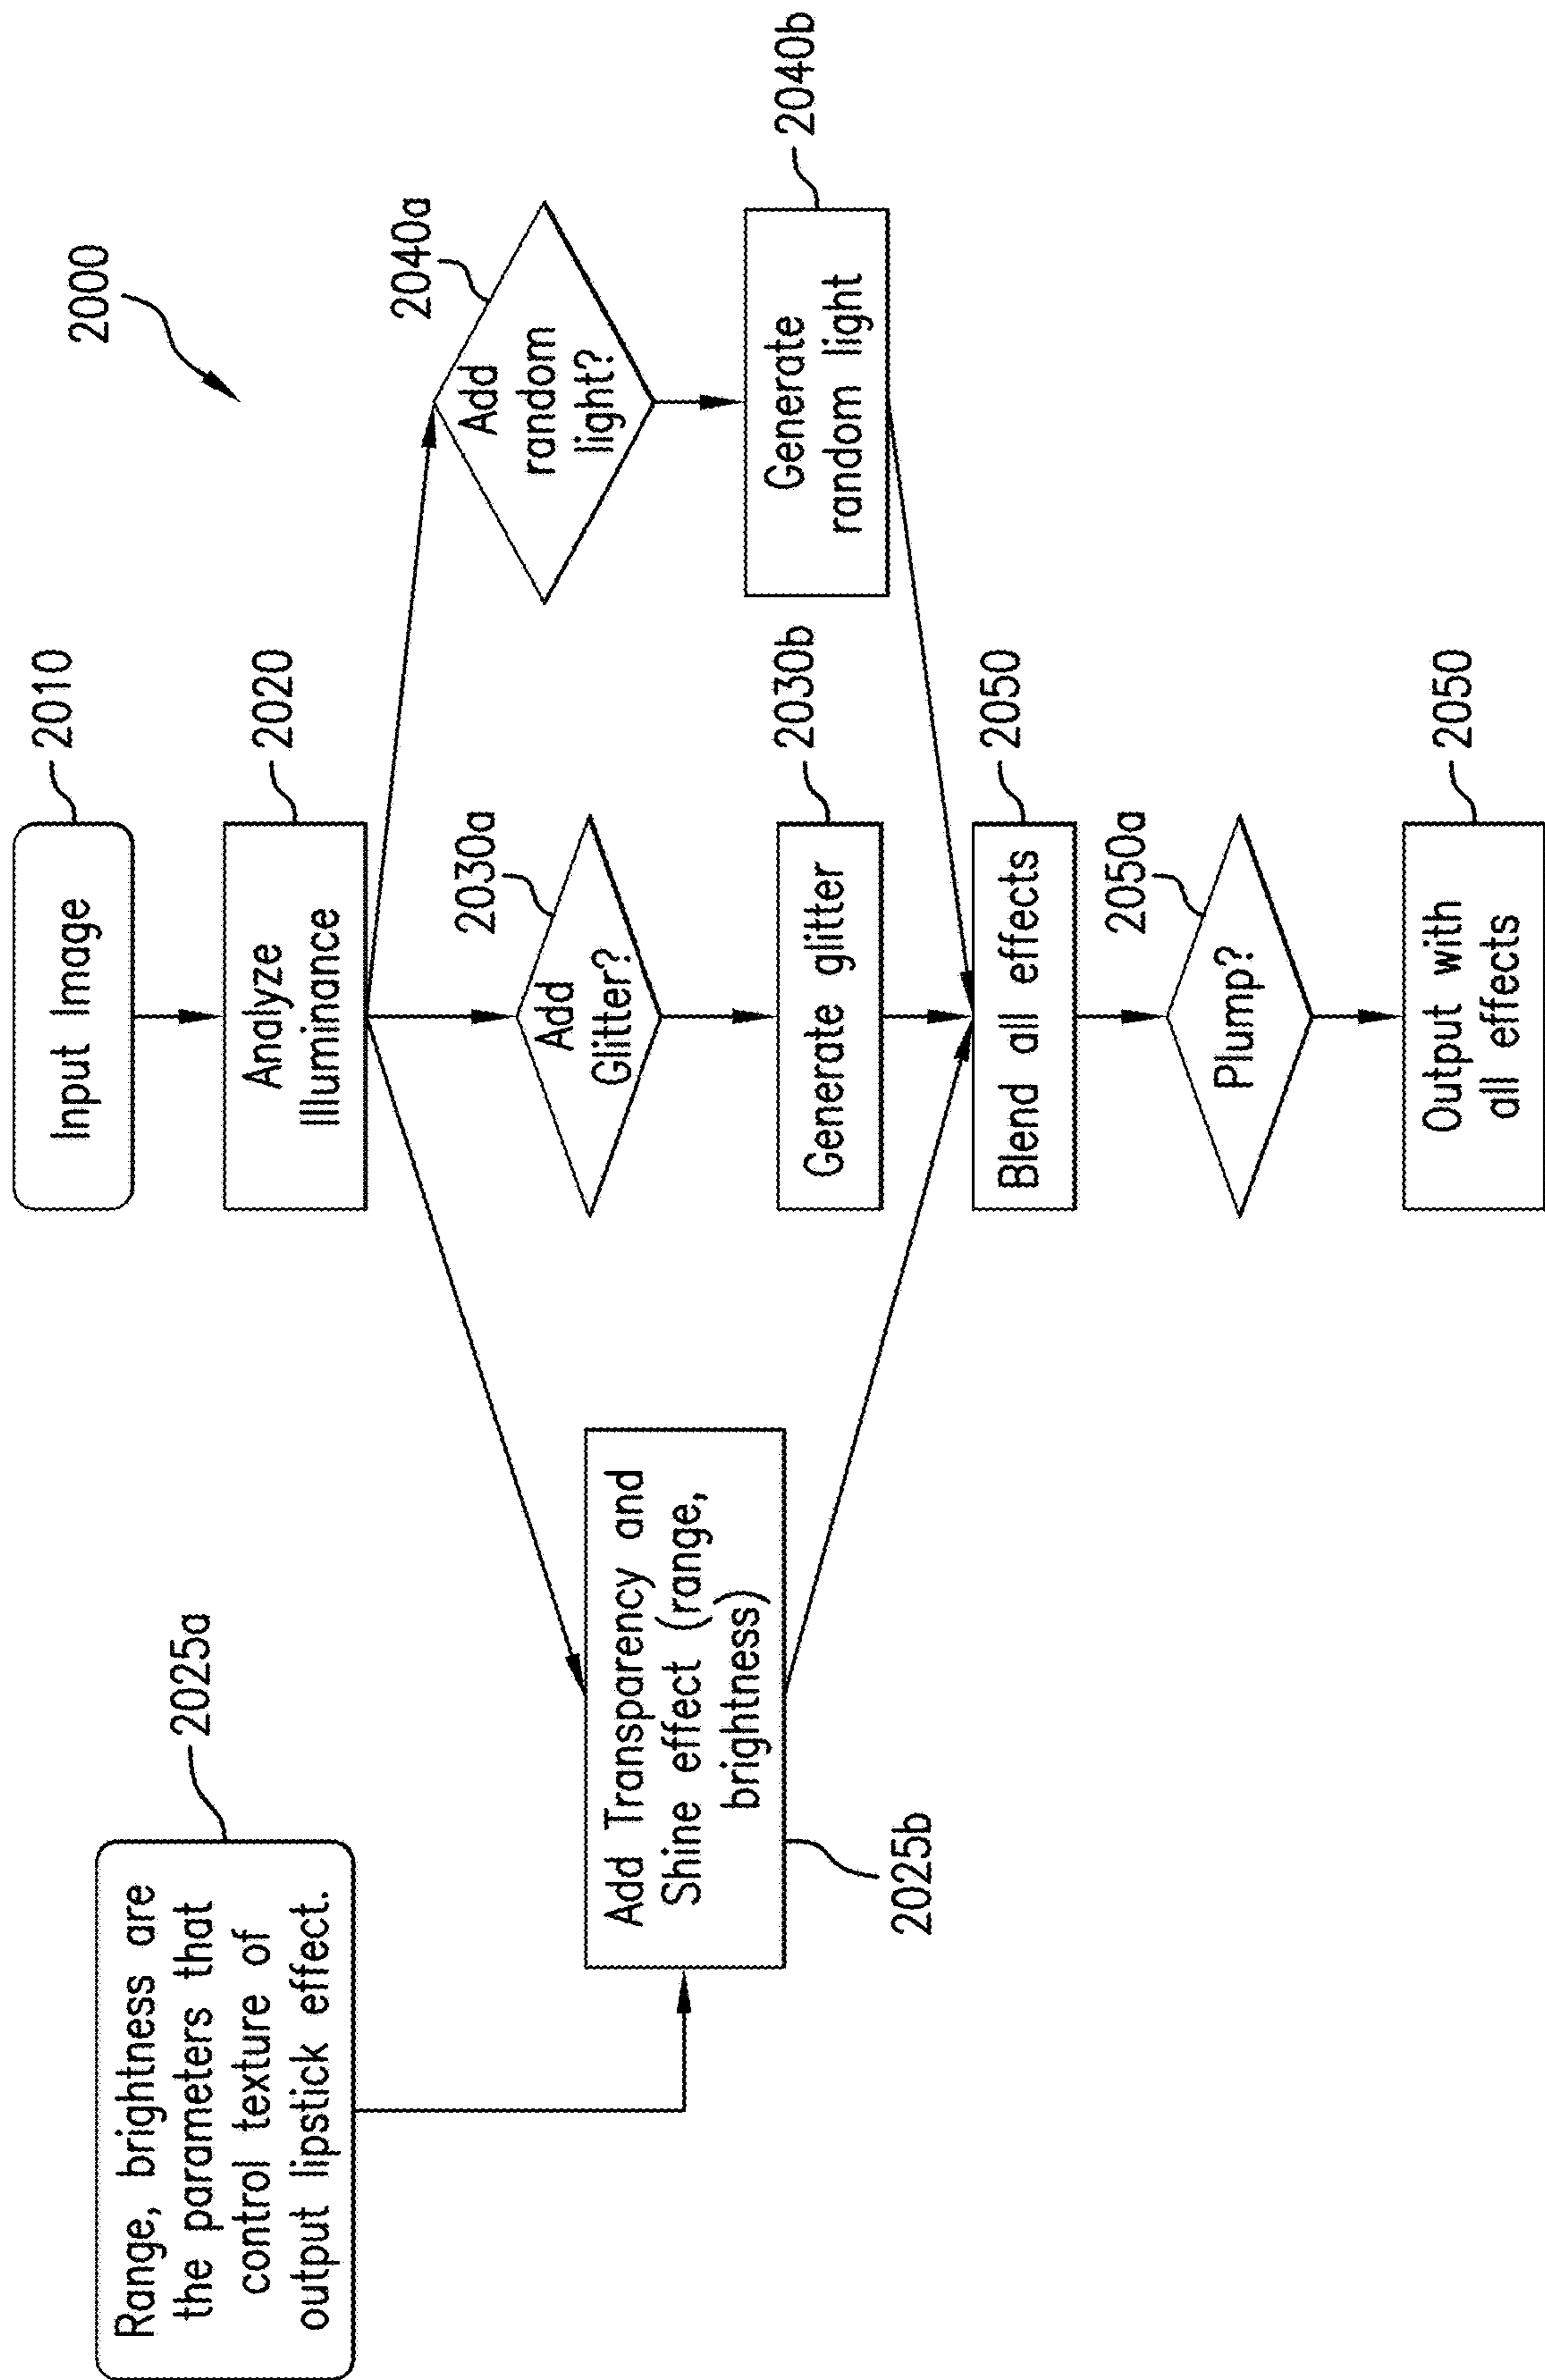 2000
Input Image
2010
Analyze
Illuminance
2020
Range, brightness are
the parameters that
control texture of
output lipstick effect.
2025a
Add Transparency and
Shine effect (range,
brightness)
2025b
Add
Glitter?
2030a
Generate glitter
2030b
Add
random
light?
2040a
Generate
random light
2040b
Blend all effects
2050
Plump?
2050a
Output with
all effects
2050